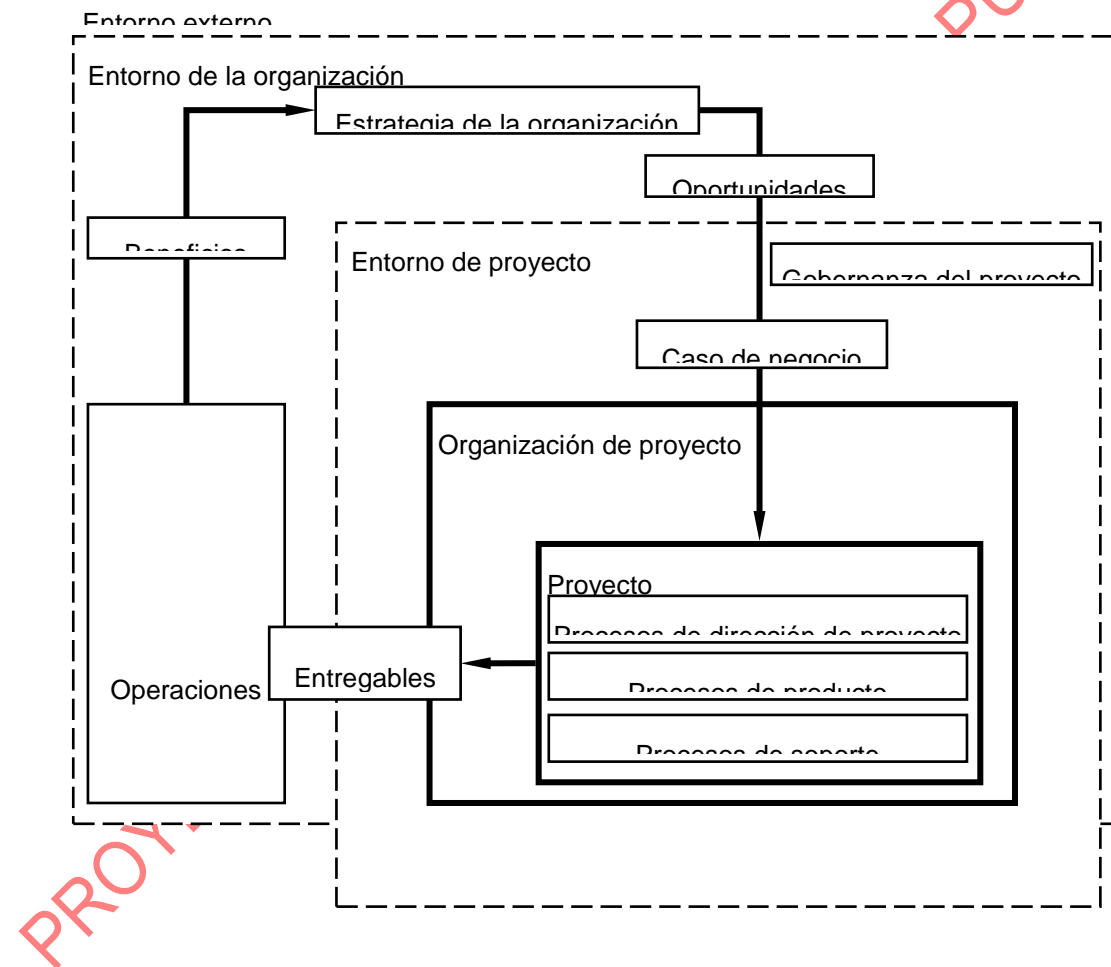 Entorno externo
Entorno de la organización
Estrategia de la organización
Oportunidades
Beneficios
Entorno de proyecto
Gobernanza del proyecto
Caso de negocio
Organización de proyecto
Proyecto
Procesos de dirección de proyecto
Procesos de producto
Procesos de soporte
Entregables
Operaciones